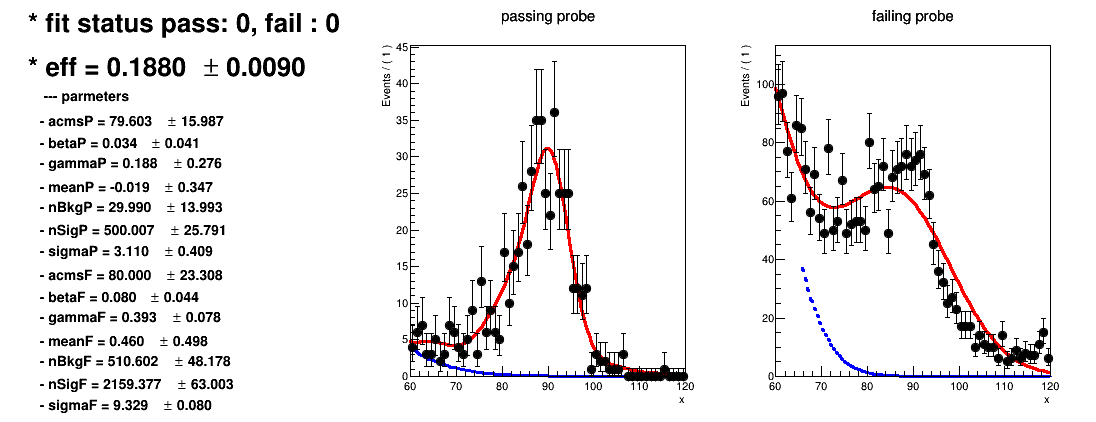 * fit status pass: 0, fail : 0
* eff = 0.1880 ± 0.0090
--- parmeters
- acmsP = 79.603 ± 15.987
- betaP = 0.034 ± 0.041
- gammaP = 0.188 ± 0.276
- meanP = -0.019 ± 0.347
- nBkgP = 29.990 ± 13.993
- nSigP = 500.007 ± 25.791
- sigmaP = 3.110 ± 0.409
- acmsF = 80.000 ± 23.308
- betaF = 0.080 ± 0.044
- gammaF = 0.393 ± 0.078
- meanF = 0.460 ± 0.498
- nBkgF = 510.602 ± 48.178
- nSigF = 2159.377 ± 63.003
- sigmaF = 9.329 ± 0.080
passing probe
Events / ( 1 )
45
40
35
30
25
20
15
10
5
0
60 70 80 90 100 110 120
x
failing probe
Events / ( 1 )
100
80
60
40
20
0
60 70 80 90 100 110 120
x